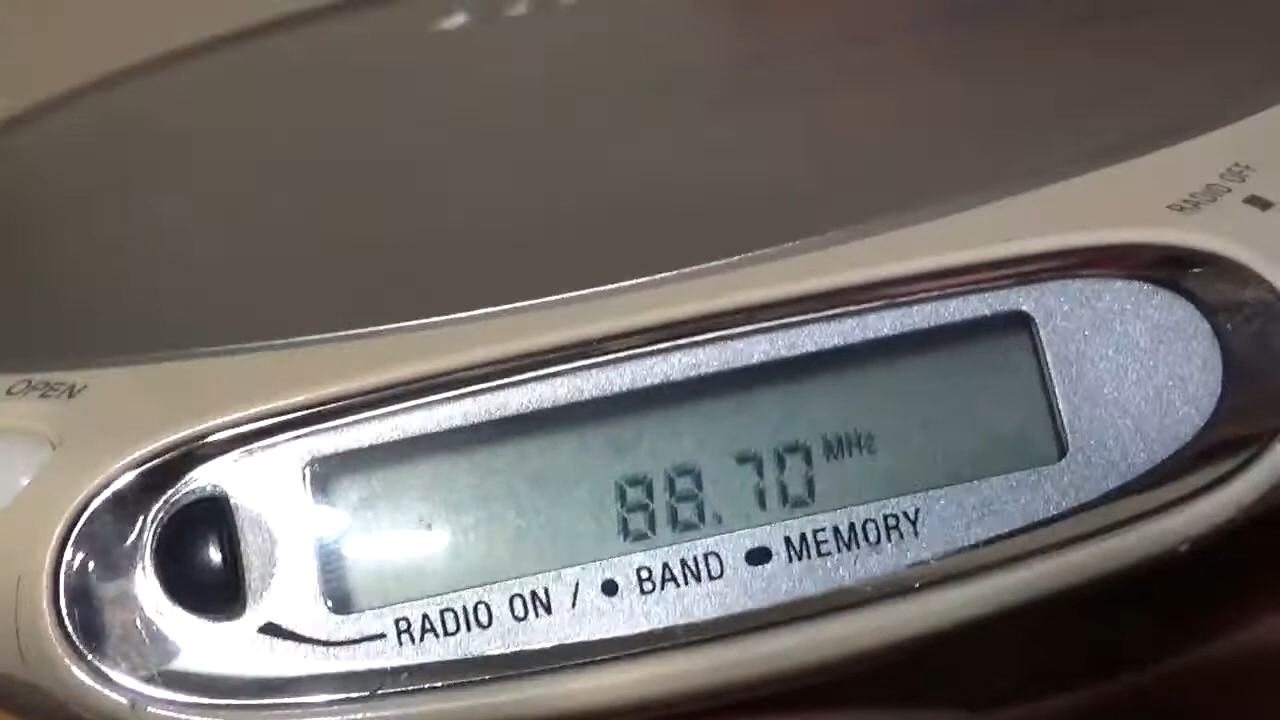 RADIO OFF
OPEN
88.70 MHz
RADIO ON / • BAND ⬬ MEMORY